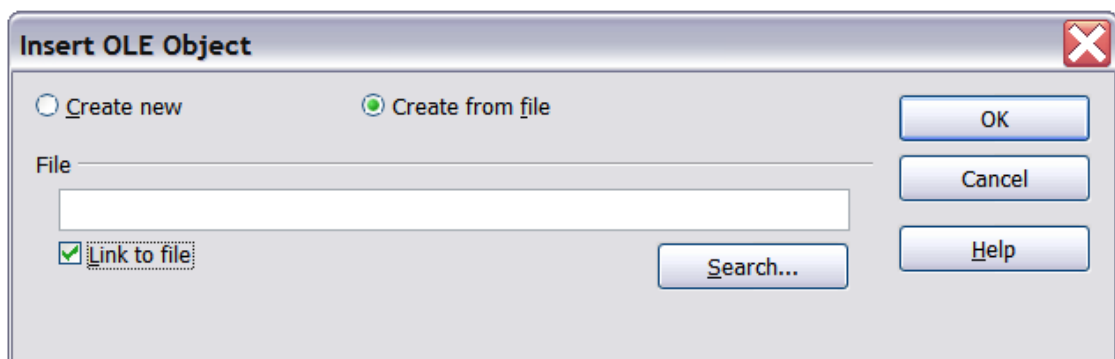 Insert OLE Object
Create new
Create from file
OK
File
Cancel
Link to file
Search...
Help